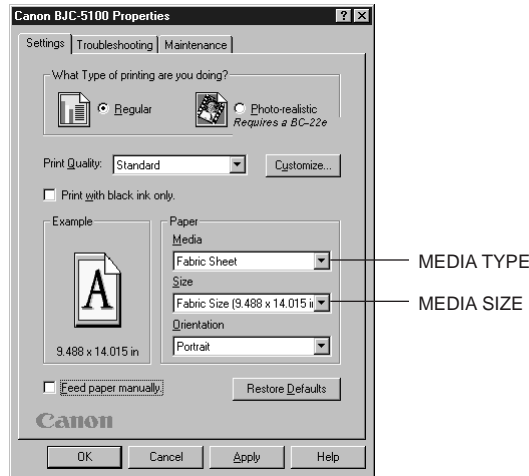 Canon BJC-5100 Properties
Settings Troubleshooting Maintenance
What Type of printing are you doing?
Regular
Photo-realistic
Requires a BC-22e
Print Quality: Standard Customize...
Print with black ink only.
Example
A
9.488 x 14.015 in
Paper
Media
Fabric Sheet
MEDIA TYPE
Size
Fabric Size (9.488 x 14.015 i
MEDIA SIZE
Orientation
Portrait
Feed paper manually.
Restore Defaults
Canon
OK Cancel Apply Help